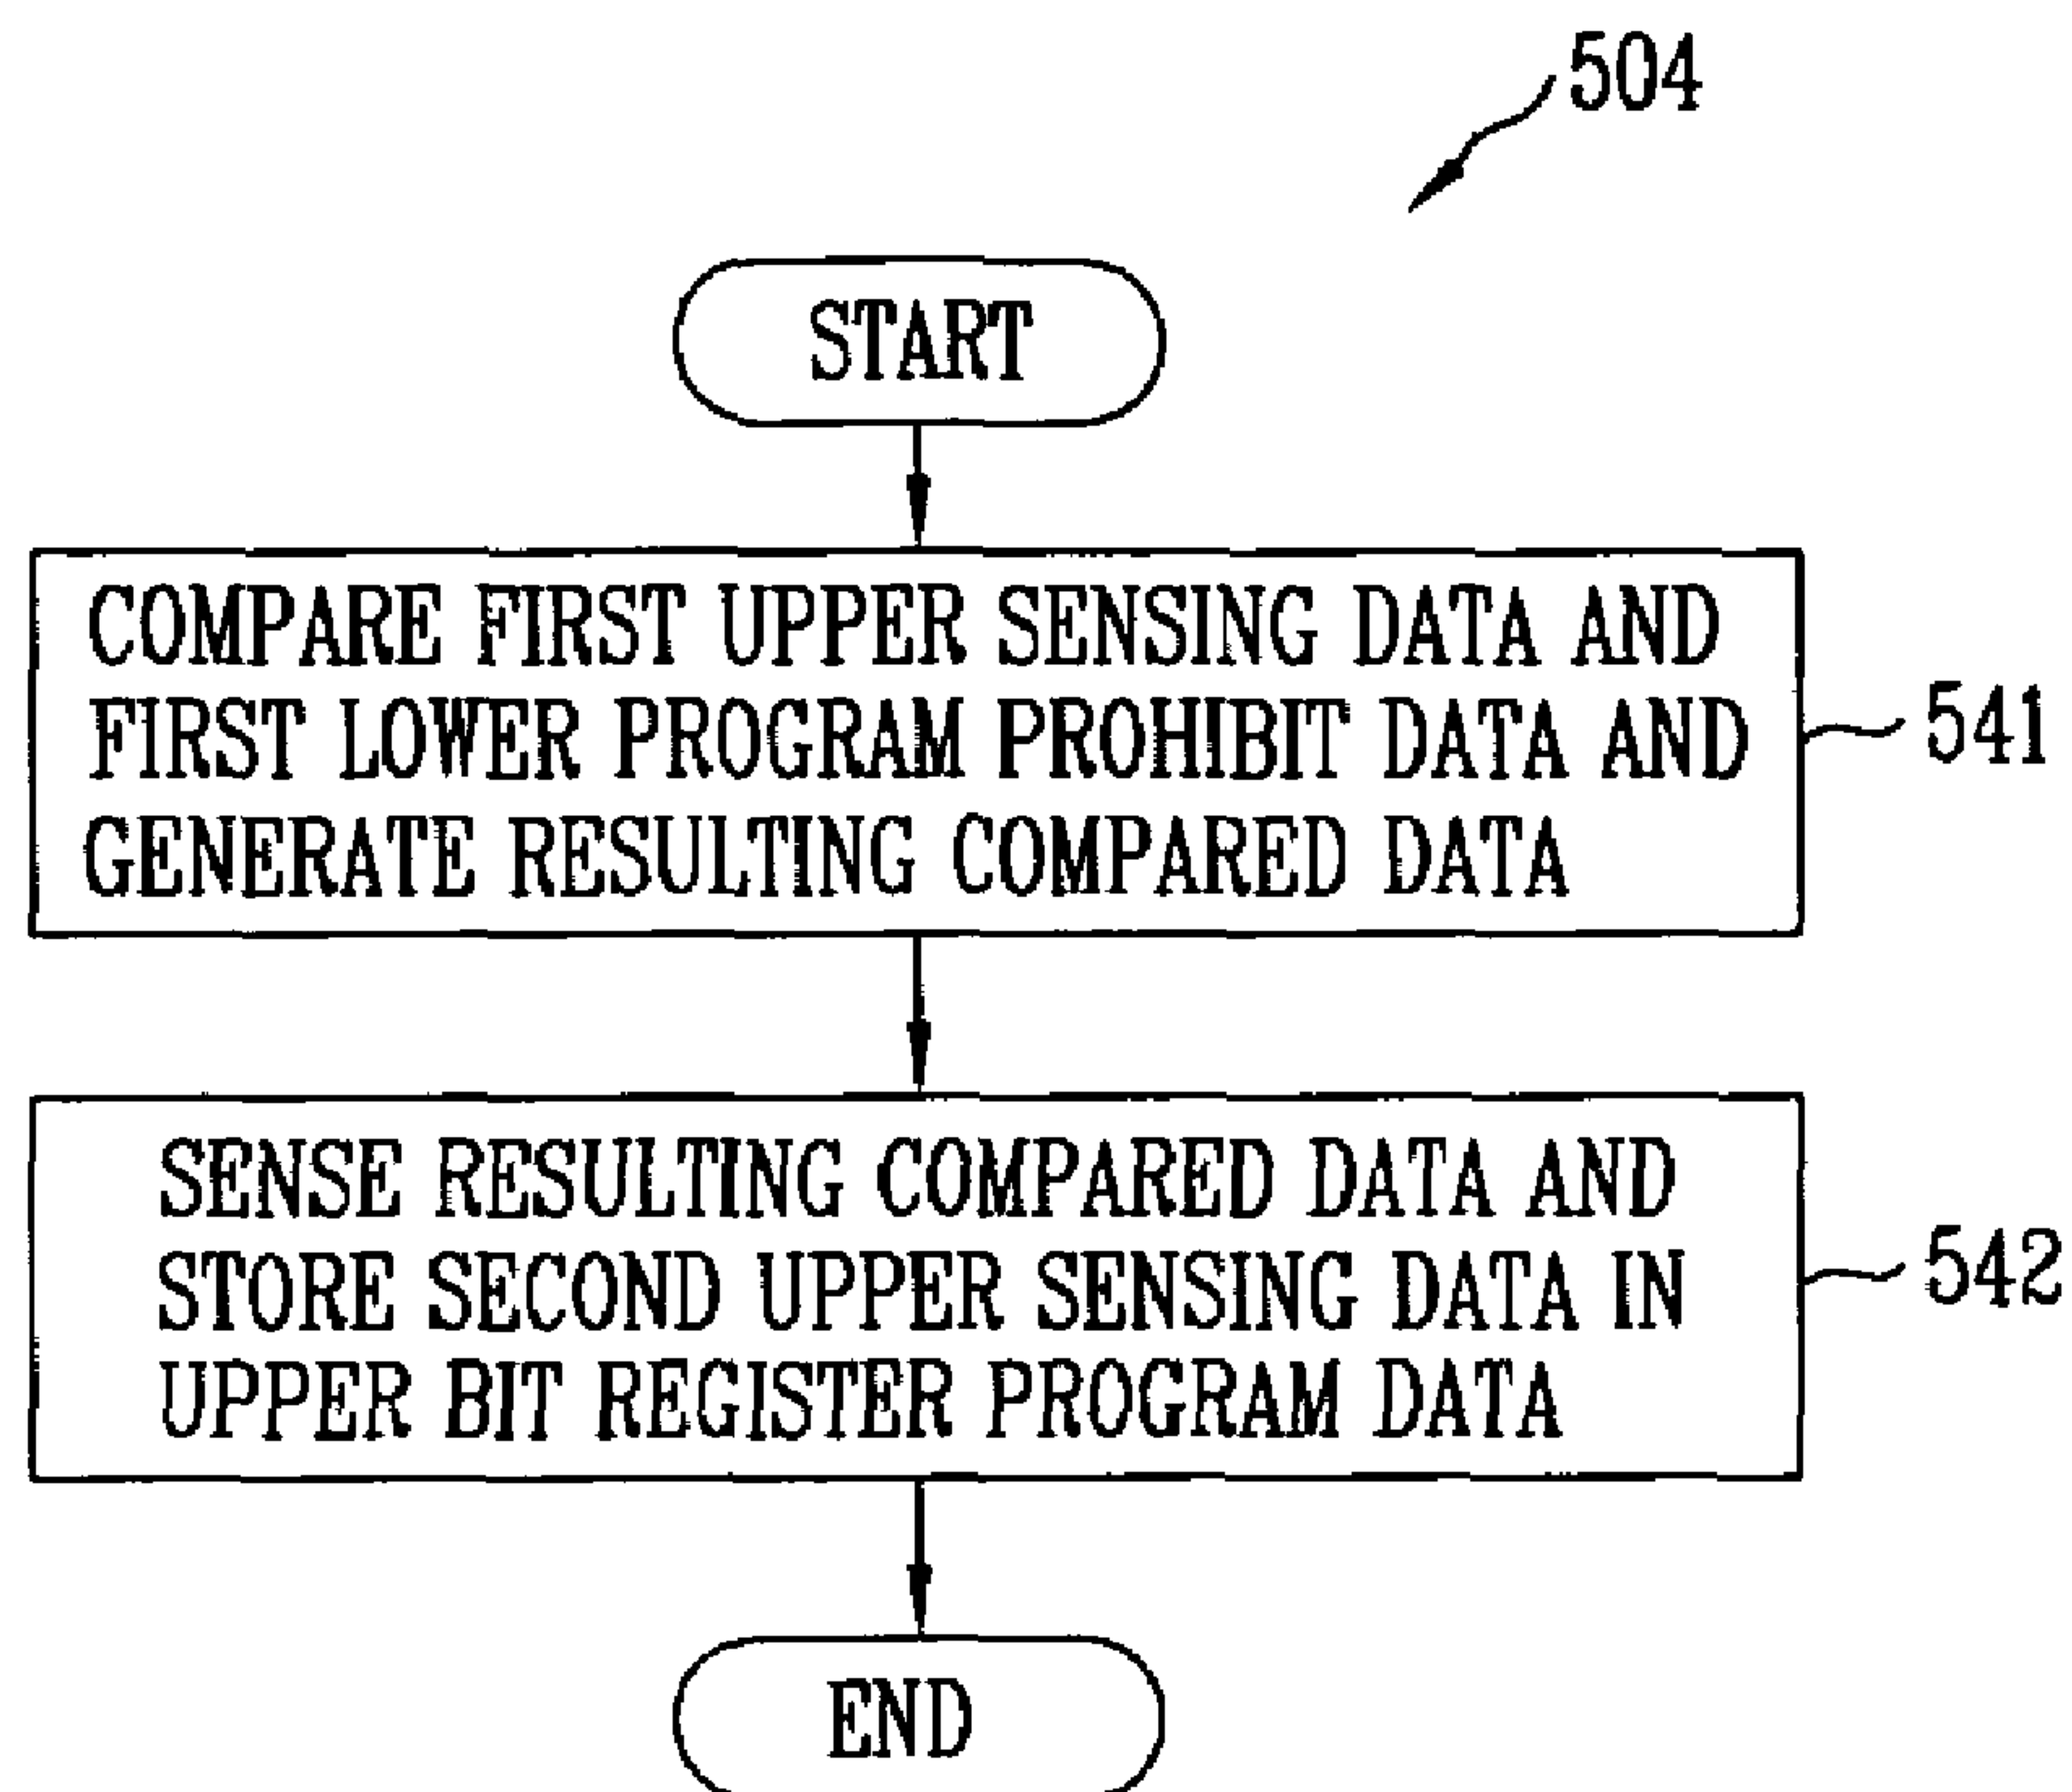 504
START
COMPARE FIRST UPPER SENSING DATA AND
FIRST LOWER PROGRAM PROHIBIT DATA AND
GENERATE RESULTING COMPARED DATA
541
SENSE RESULTING COMPARED DATA AND
STORE SECOND UPPER SENSING DATA IN
UPPER BIT REGISTER PROGRAM DATA
542
END